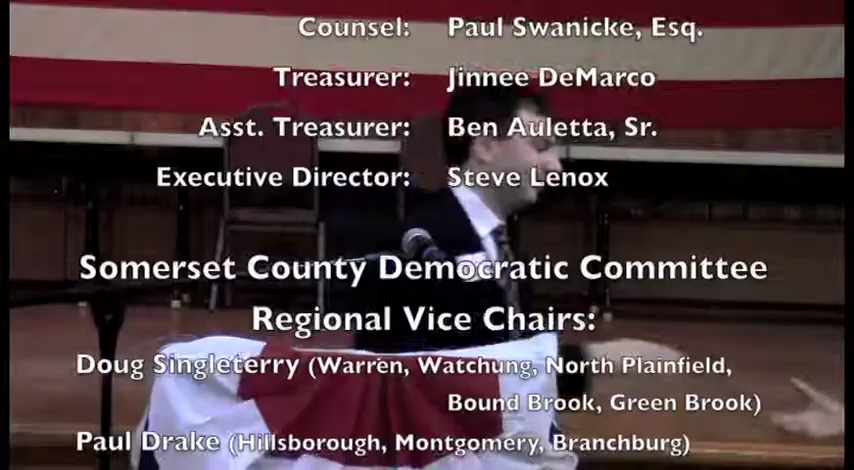 Counsel: Paul Swanicke, Esq.
Treasurer: Jinnee DeMarco
Asst. Treasurer: Ben Auletta, Sr.
Executive Director: Steve Lenox
Somerset County Democratic Committee
Regional Vice Chairs:
Doug Singleterry (Warren, Watchung, North Plainfield,
Bound Brook, Green Brook)
Paul Drake (Hillsborough, Montgomery, Branchburg)